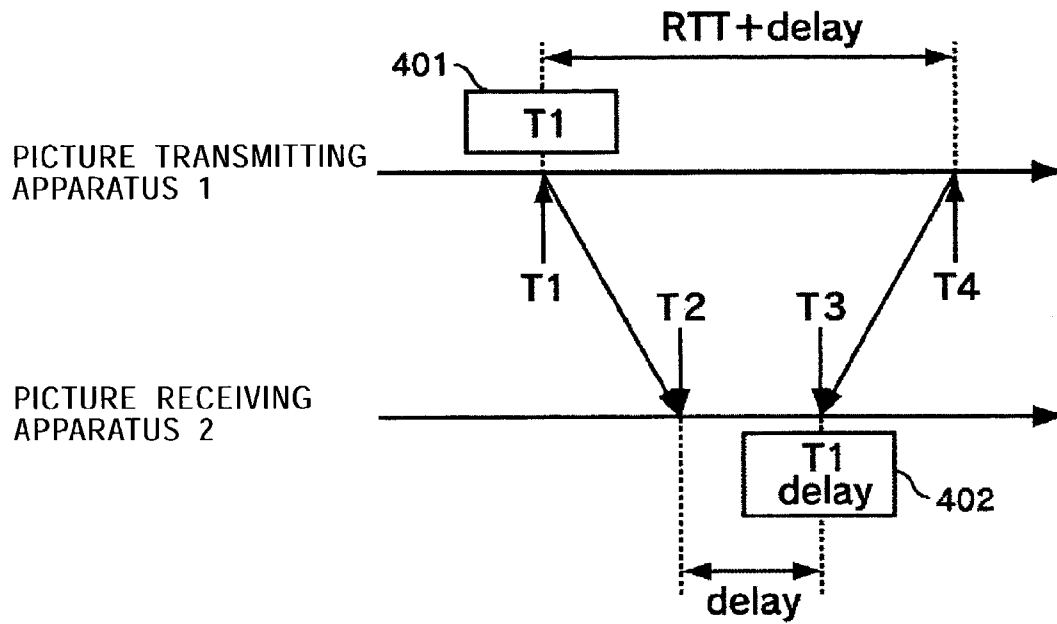 RTT+delay
401
T1
PICTURE TRANSMITTING
APPARATUS 1
T1
T4
T2
T3
PICTURE RECEIVING
APPARATUS 2
T1
delay
402
delay